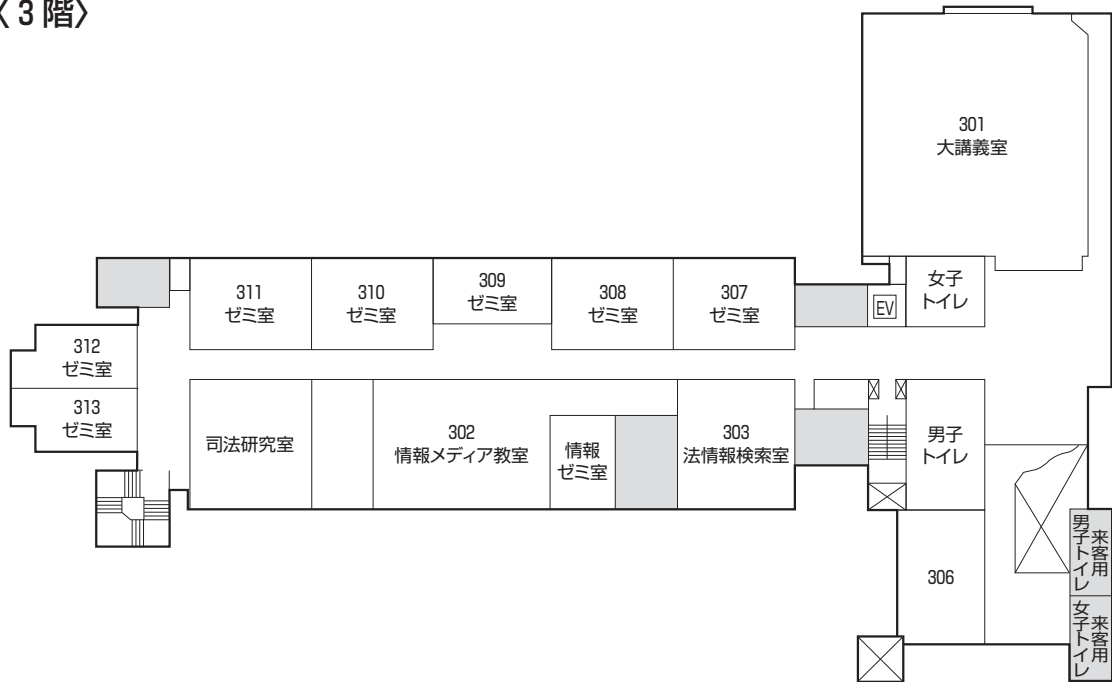 〈3階〉
301
大講義室
311
ゼミ室
310
ゼミ室
309
ゼミ室
308
ゼミ室
307
ゼミ室
EV
女子
トイレ
312
ゼミ室
313
ゼミ室
司法研究室
302
情報メディア教室
情報
ゼミ室
303
法情報検索室
男子
トイレ
306
来客用
男子トイレ
来客用
女子トイレ